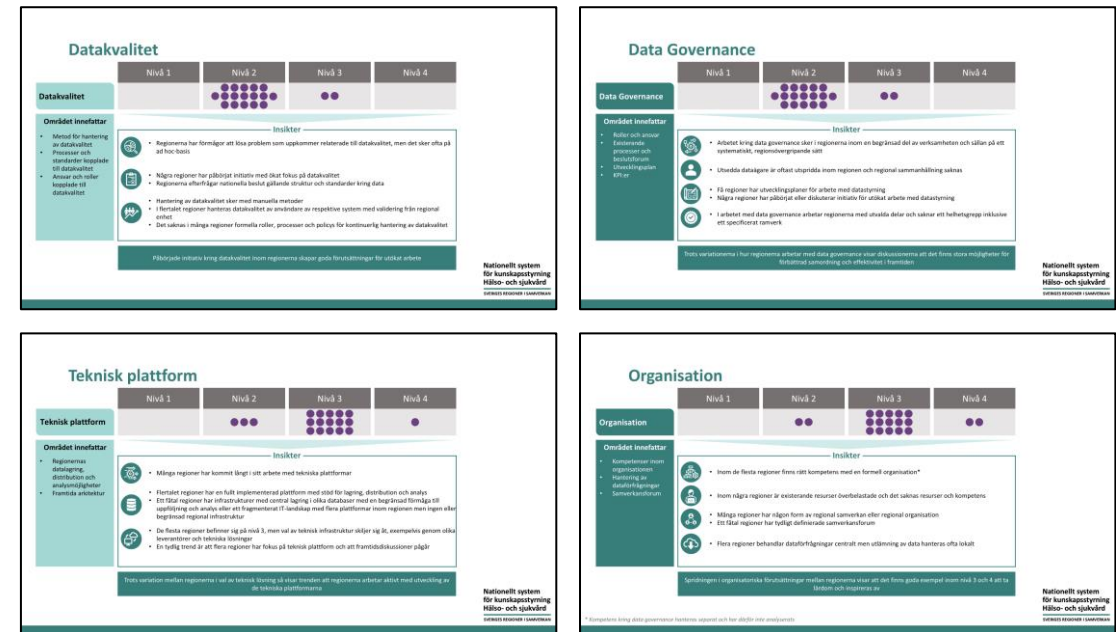 Datakvalitet
Nivå 1 Nivå 2 Nivå 3 Nivå 4
Datakvalitet
Området innefattar
• Metod för hantering
av datakvalitet
• Processer och
standarder kopplade
till datakvalitet
• Ansvar och roller
kopplade till
datakvalitet
Insikter
• Regionerna har förmågor att lösa problem som uppkommer relaterade till datakvalitet, men det sker ofta på
ad hoc-basis
• Några regioner har påbörjat initiativ med ökat fokus på datakvalitet
• Regionerna efterfrågar nationella beslut gällande struktur och standarder kring data
• Hantering av datakvalitet sker med manuella metoder
• I flertalet regioner hanteras datakvalitet av användare av respektive system med validering från regional
enhet
• Det saknas i många regioner formella roller, processer och policys för kontinuerlig hantering av datakvalitet
Påbörjade initiativ kring datakvalitet inom regionerna skapar goda förutsättningar för utökat arbete
Nationellt system
för kunskapsstyrning
Hälso- och sjukvård
SVERIGES REGIONER I SAMVERKAN
Data Governance
Nivå 1 Nivå 2 Nivå 3 Nivå 4
Data Governance
Området innefattar
• Roller och ansvar
• Existerande
processer och
beslutsforum
• Utvecklingsplan
• KPI:er
Insikter
• Arbetet kring data governance sker i regionerna inom en begränsad del av verksamheten och sällan på ett
systematiskt, regionsövergripande sätt
• Utsedda dataägare är oftast utspridda inom regionen och regional sammanhållning saknas
• Få regioner har utvecklingsplaner för arbete med datastyrning
• Några regioner har påbörjat eller diskuterar initiativ för utökat arbete med datastyrning
• I arbetet med data governance arbetar regionerna med utvalda delar och saknar ett helhetsgrepp inklusive
ett specificerat ramverk
Trots variationerna i hur regionerna arbetar med data governance visar diskussionerna att det finns stora möjligheter för
förbättrad samordning och effektivitet i framtiden
Nationellt system
för kunskapsstyrning
Hälso- och sjukvård
SVERIGES REGIONER I SAMVERKAN
Teknisk plattform
Nivå 1 Nivå 2 Nivå 3 Nivå 4
Teknisk plattform
Området innefattar
• Regionernas
datalagring,
distribution och
analysmöjligheter
• Framtida arkitektur
Insikter
• Många regioner har kommit långt i sitt arbete med tekniska plattformar
• Flertalet regioner har en fullt implementerad plattform med stöd för lagring, distribution och analys
• Ett fåtal regioner har infrastrukturer med central lagring i olika databaser med en begränsad förmåga till
uppföljning och analys eller ett fragmenterat IT-landskap med flera plattformar inom regionen men ingen eller
begränsad regional infrastruktur
• De flesta regioner befinner sig på nivå 3, men val av teknisk infrastruktur skiljer sig åt, exempelvis genom olika
leverantörer och tekniska lösningar
• En tydlig trend är att flera regioner har fokus på teknisk plattform och att framtidsdiskussioner pågår
Trots variation mellan regionerna i val av teknisk lösning så visar trenden att regionerna arbetar aktivt med utveckling av
de tekniska plattformarna
Nationellt system
för kunskapsstyrning
Hälso- och sjukvård
SVERIGES REGIONER I SAMVERKAN
Organisation
Nivå 1 Nivå 2 Nivå 3 Nivå 4
Organisation
Området innefattar
• Kompetenser inom
organisationen
• Hantering av
dataförfrågningar
• Samverkansforum
Insikter
• Inom de flesta regioner finns rätt kompetens med en formell organisation*
• Inom några regioner är existerande resurser överbelastade och det saknas resurser och kompetens
• Många regioner har någon form av regional samverkan eller regional organisation
• Ett fåtal regioner har tydligt definierade samverkansforum
• Flera regioner behandlar dataförfrågningar centralt men utlämning av data hanteras ofta lokalt
Spridningen i organisatoriska förutsättningar mellan regionerna visar att det finns goda exempel inom nivå 3 och 4 att ta
lärdom och inspireras av
* Kompetens kring data governance hanteras separat och har därför inte analyserats
Nationellt system
för kunskapsstyrning
Hälso- och sjukvård
SVERIGES REGIONER I SAMVERKAN